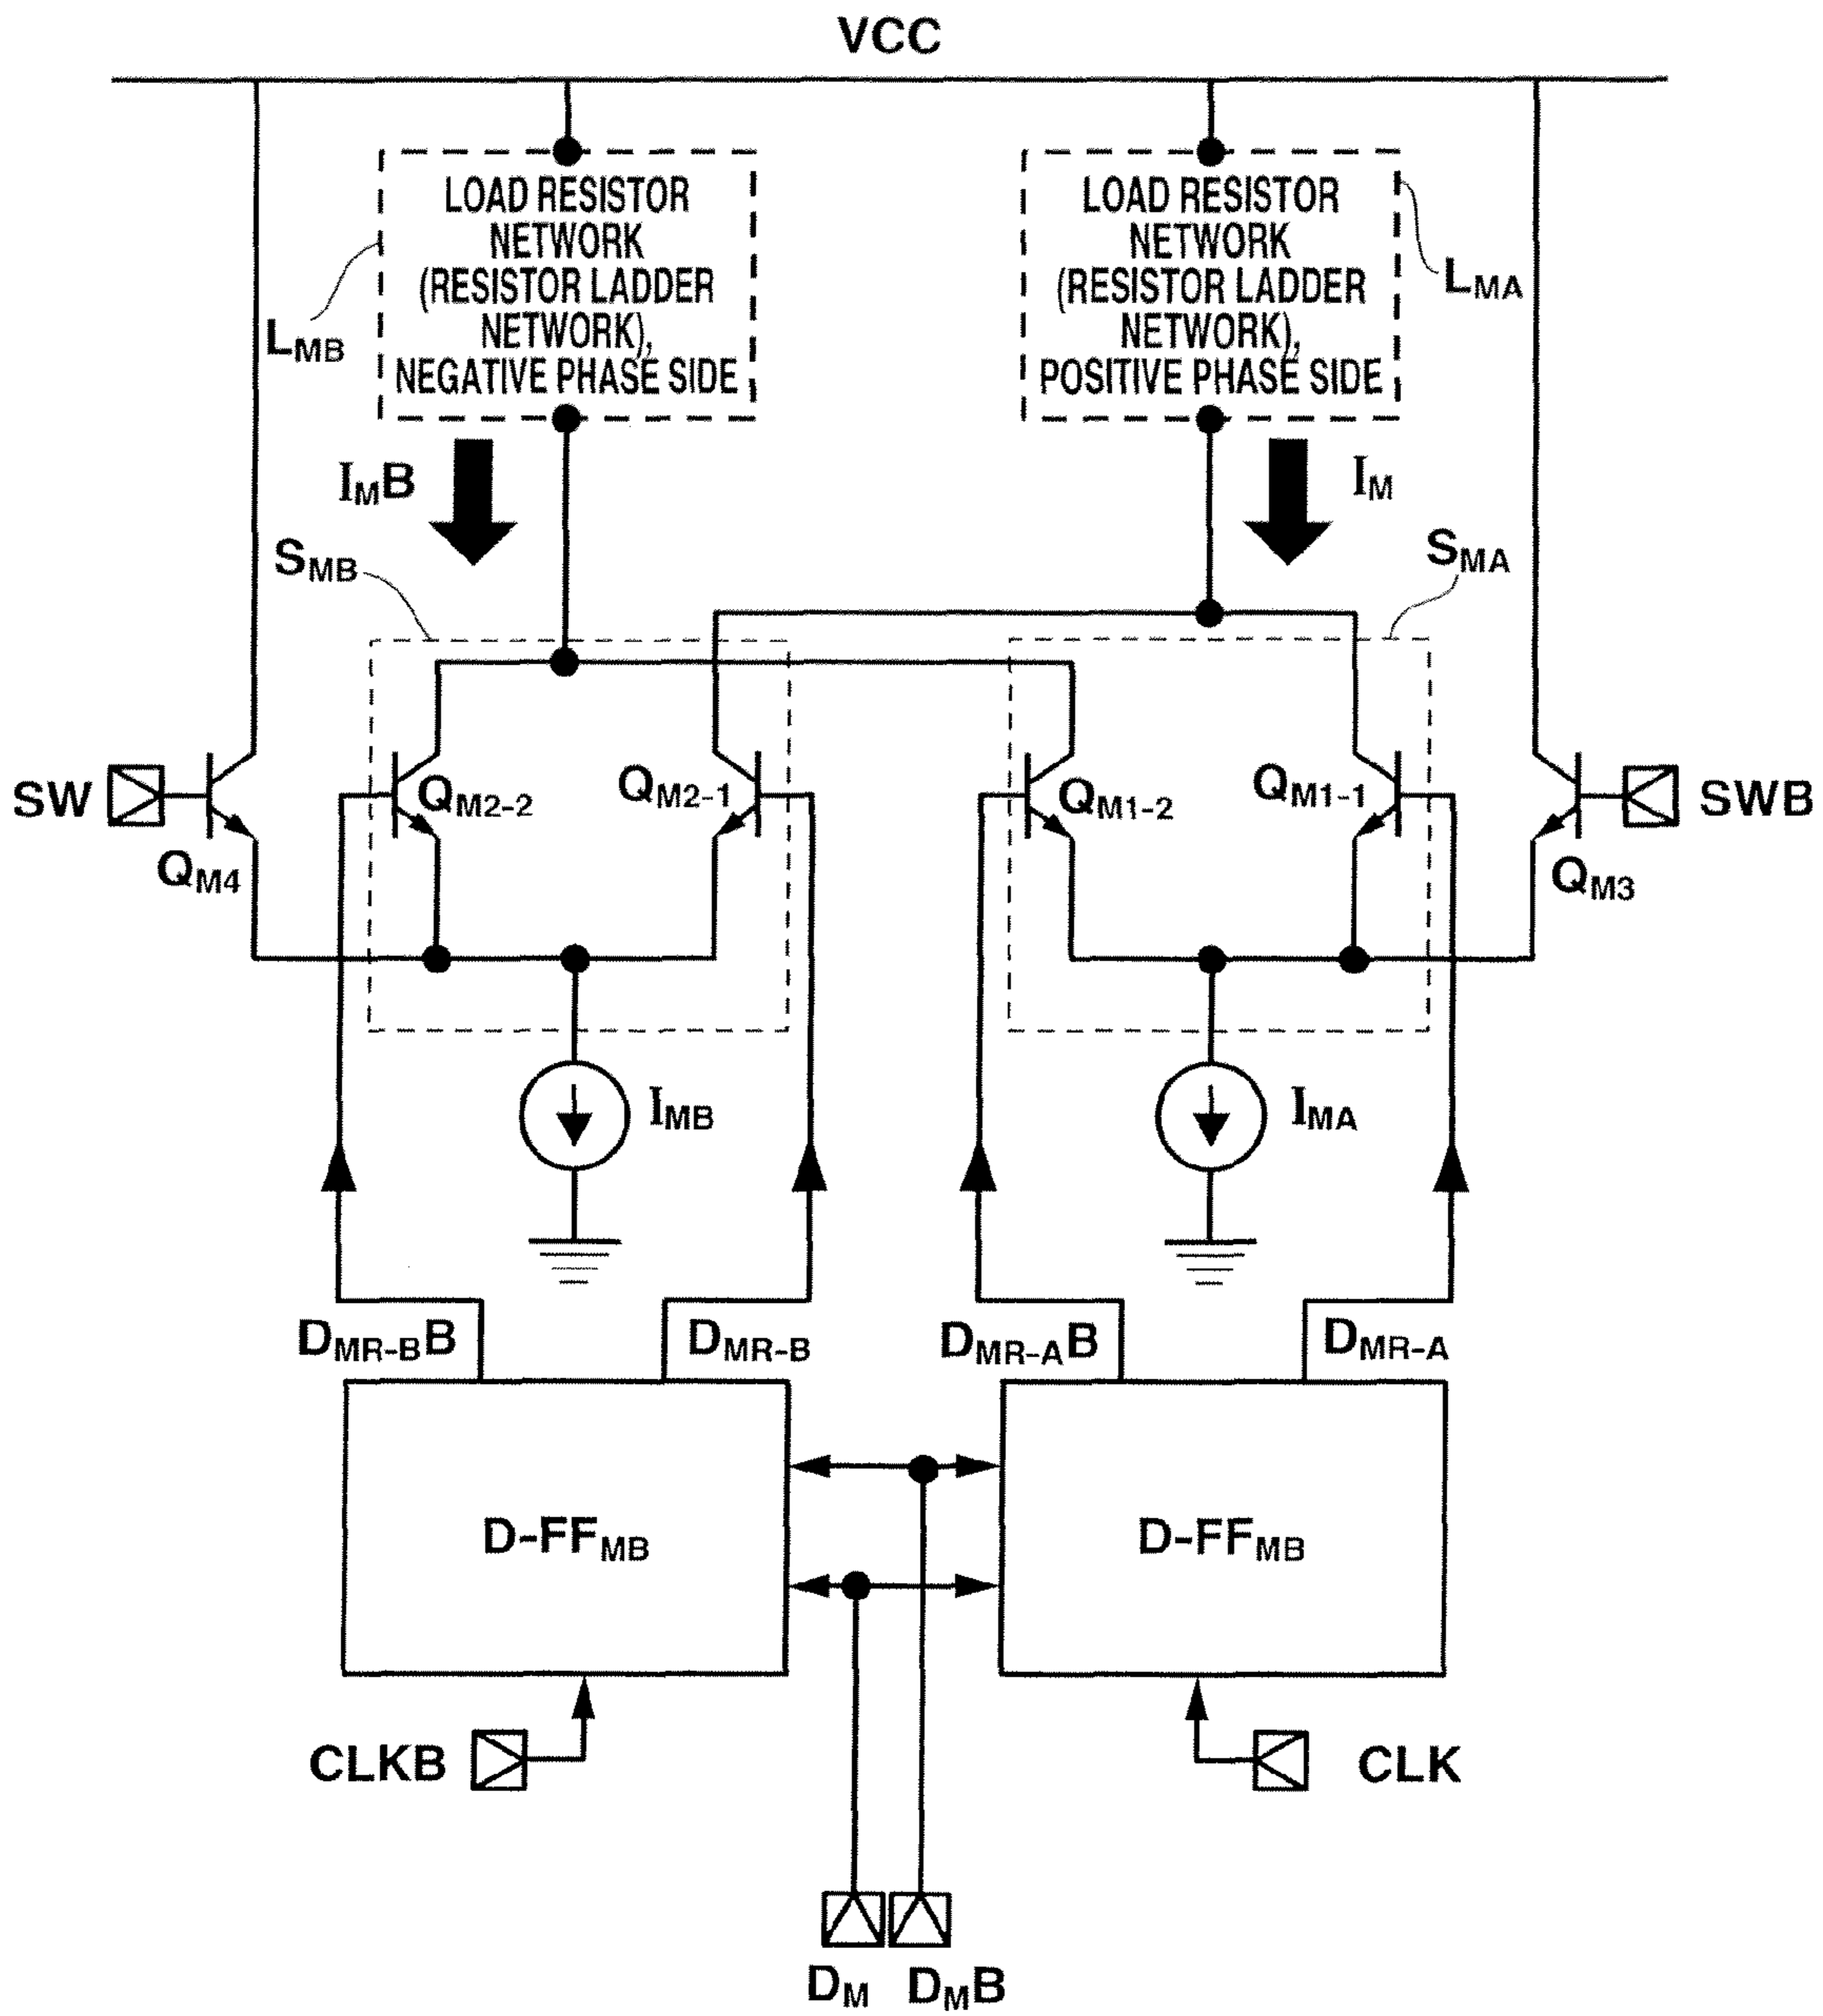 VCC
LOAD RESISTOR
NETWORK
(RESISTOR LADDER
NETWORK),
NEGATIVE PHASE SIDE
LOAD RESISTOR
NETWORK
(RESISTOR LADDER
NETWORK),
POSITIVE PHASE SIDE
LMB
LMA
IMB
IM
SMB
SMA
SW
QM2-2
QM2-1
QM1-2
QM1-1
SWB
QM4
QM3
IMB
IMA
DMR-BB
DMR-B
DMR-AB
DMR-A
D-FFMB
D-FFMB
CLKB
CLK
DM
DMB